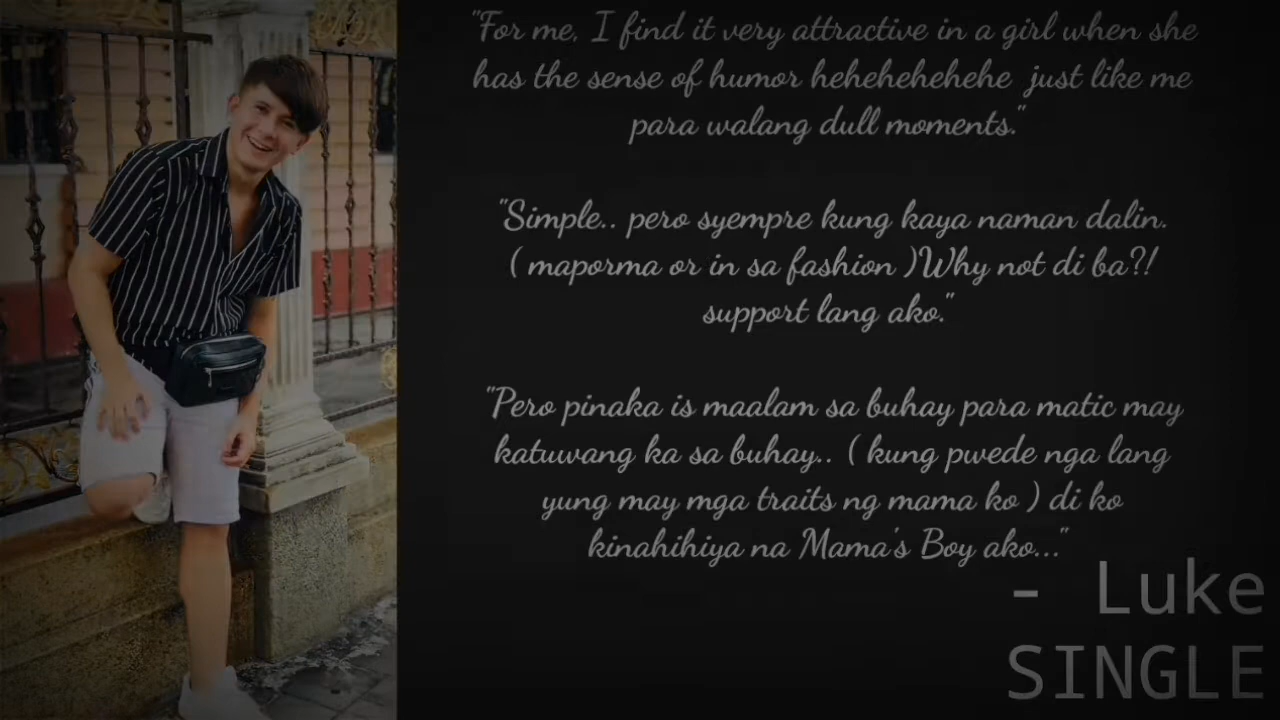 "For me, I find it very attractive in a girl when she
has the sense of humor hehehehehehe just like me
para walang dull moments."
"Simple.. pero syempre kung kaya naman dalin.
( maporma or in sa fashion )Why not di ba?!
support lang ako."
"Pero pinaka is maalam sa buhay para matic may
katuwang ka sa buhay.. ( kung pwede nga lang
yung may mga traits ng mama ko ) di ko
kinahihiya na Mama's Boy ako..."
- Luke
SINGLE